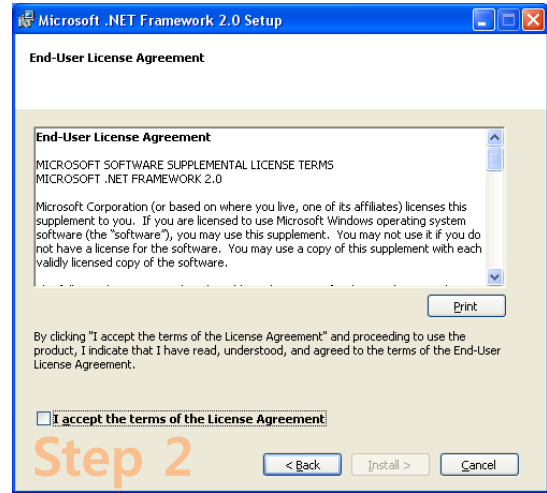 Microsoft .NET Framework 2.0 Setup
End-User License Agreement
End-User License Agreement
MICROSOFT SOFTWARE SUPPLEMENTAL LICENSE TERMS
MICROSOFT .NET FRAMEWORK 2.0
Microsoft Corporation (or based on where you live, one of its affiliates) licenses this
supplement to you.  If you are licensed to use Microsoft Windows operating system
software (the "software"), you may use this supplement.  You may not use it if you do
not have a license for the software.  You may use a copy of this supplement with each
validly licensed copy of the software.
Print
By clicking "I accept the terms of the License Agreement" and proceeding to use the
product, I indicate that I have read, understood, and agreed to the terms of the End-User
License Agreement.
I accept the terms of the License Agreement
Step 2
< Back
Install >
Cancel